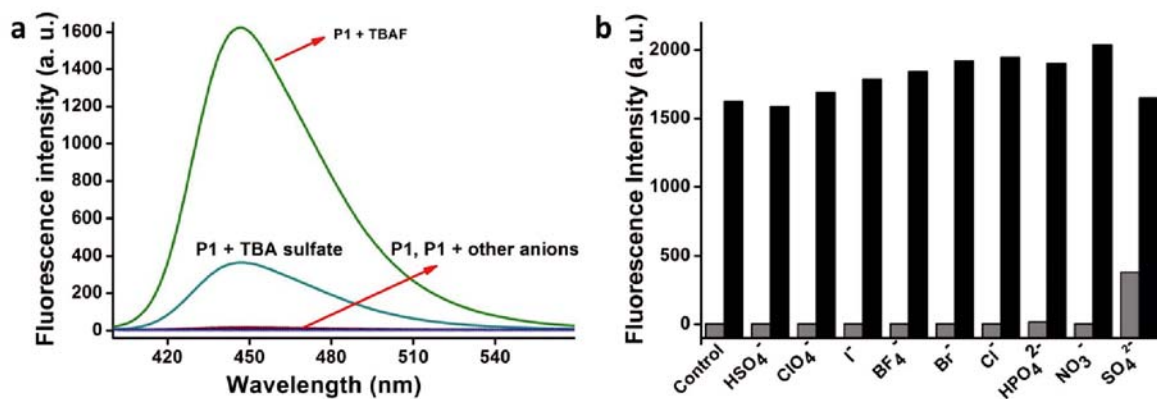 a
Fluorescence intensity (a. u.)
1600
1400
1200
1000
800
600
400
200
0
P1 + TBAF
P1 + TBA sulfate
P1, P1 + other anions
420 450 480 510 540
Wavelength (nm)
b
Fluorescence Intensity (a. u.)
2000
1500
1000
500
0
Control HSO₄⁻ ClO₄⁻ I⁻ BF₄⁻ Br⁻ Cl⁻ HPO₄²⁻ NO₃⁻ SO₄²⁻